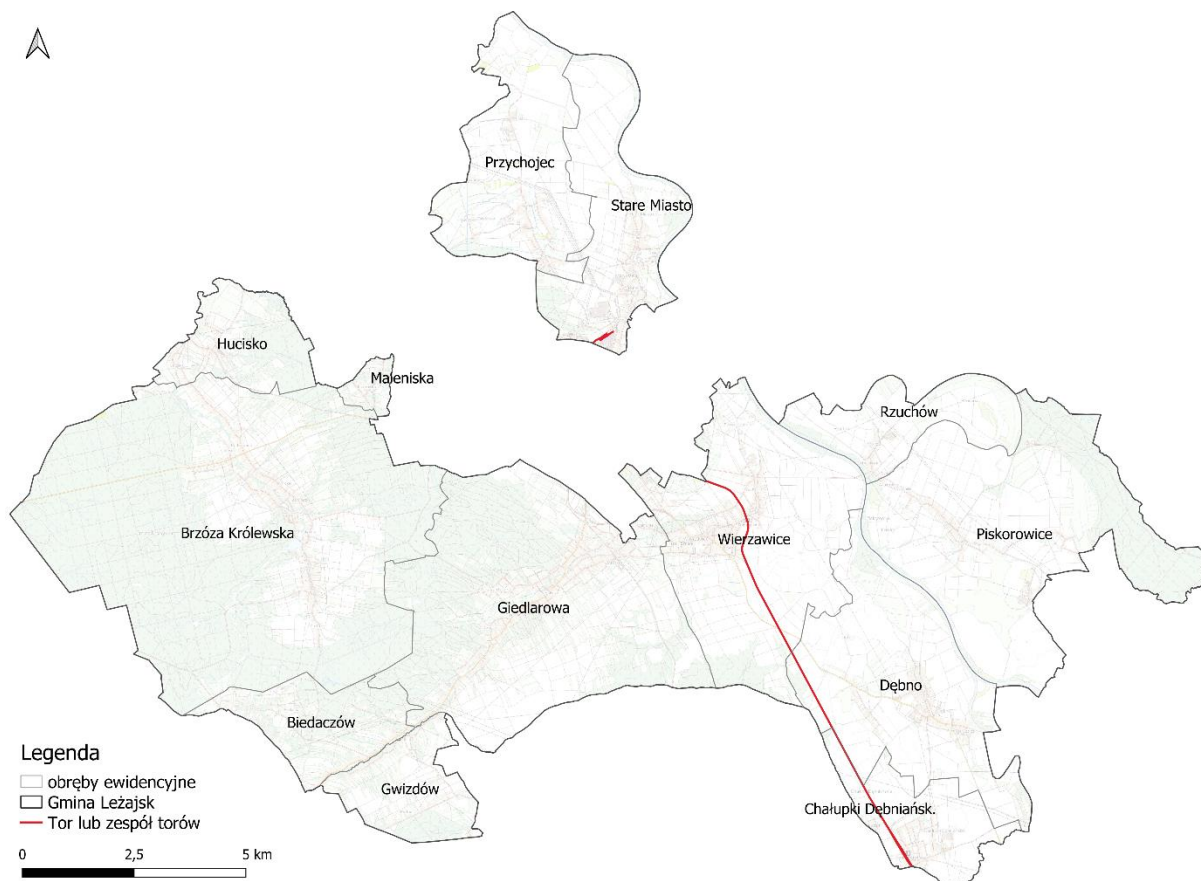 Przychojec
Stare Miasto
Hucisko
Maleniska
Rzuchów
Brzóza Królewska
Wierzawice
Piskorowice
Giedlarowa
Dębno
Biedaczów
Gwizdów
Chałupki Dębniańsk.
Legenda
obręby ewidencyjne
Gmina Leżajsk
Tor lub zespół torów
0 2,5 5 km